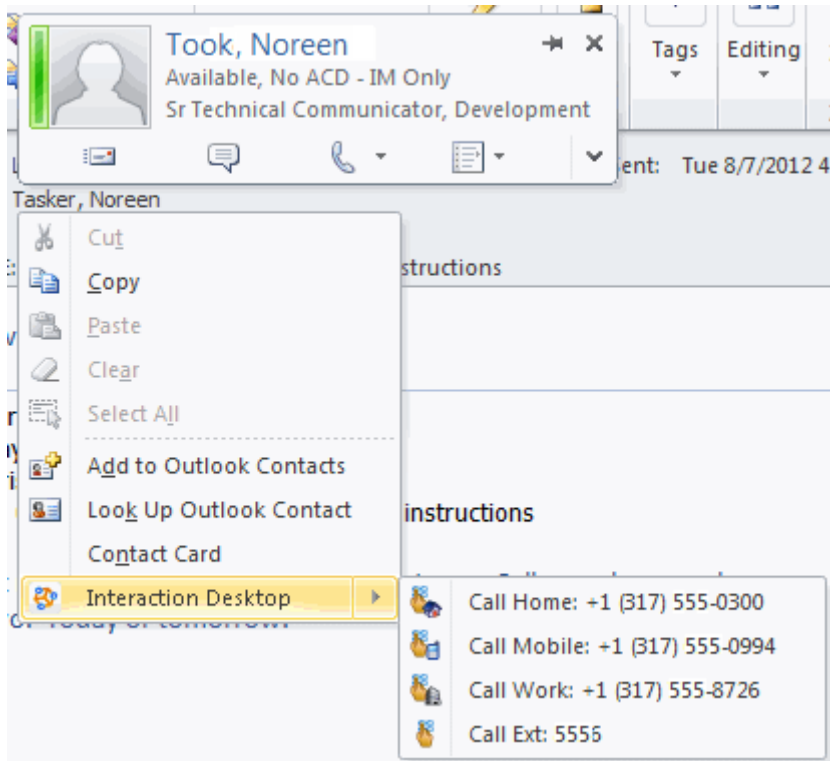 Took, Noreen
Available, No ACD - IM Only
Sr Technical Communicator, Development
Tags
Editing
Tue 8/7/2012 4
Tasker, Noreen
Cut
Copy
structions
Paste
Clear
Select All
Add to Outlook Contacts
Look Up Outlook Contact
instructions
Contact Card
Interaction Desktop
Call Home: +1 (317) 555-0300
Call Mobile: +1 (317) 555-0994
Call Work: +1 (317) 555-8726
Call Ext: 5556